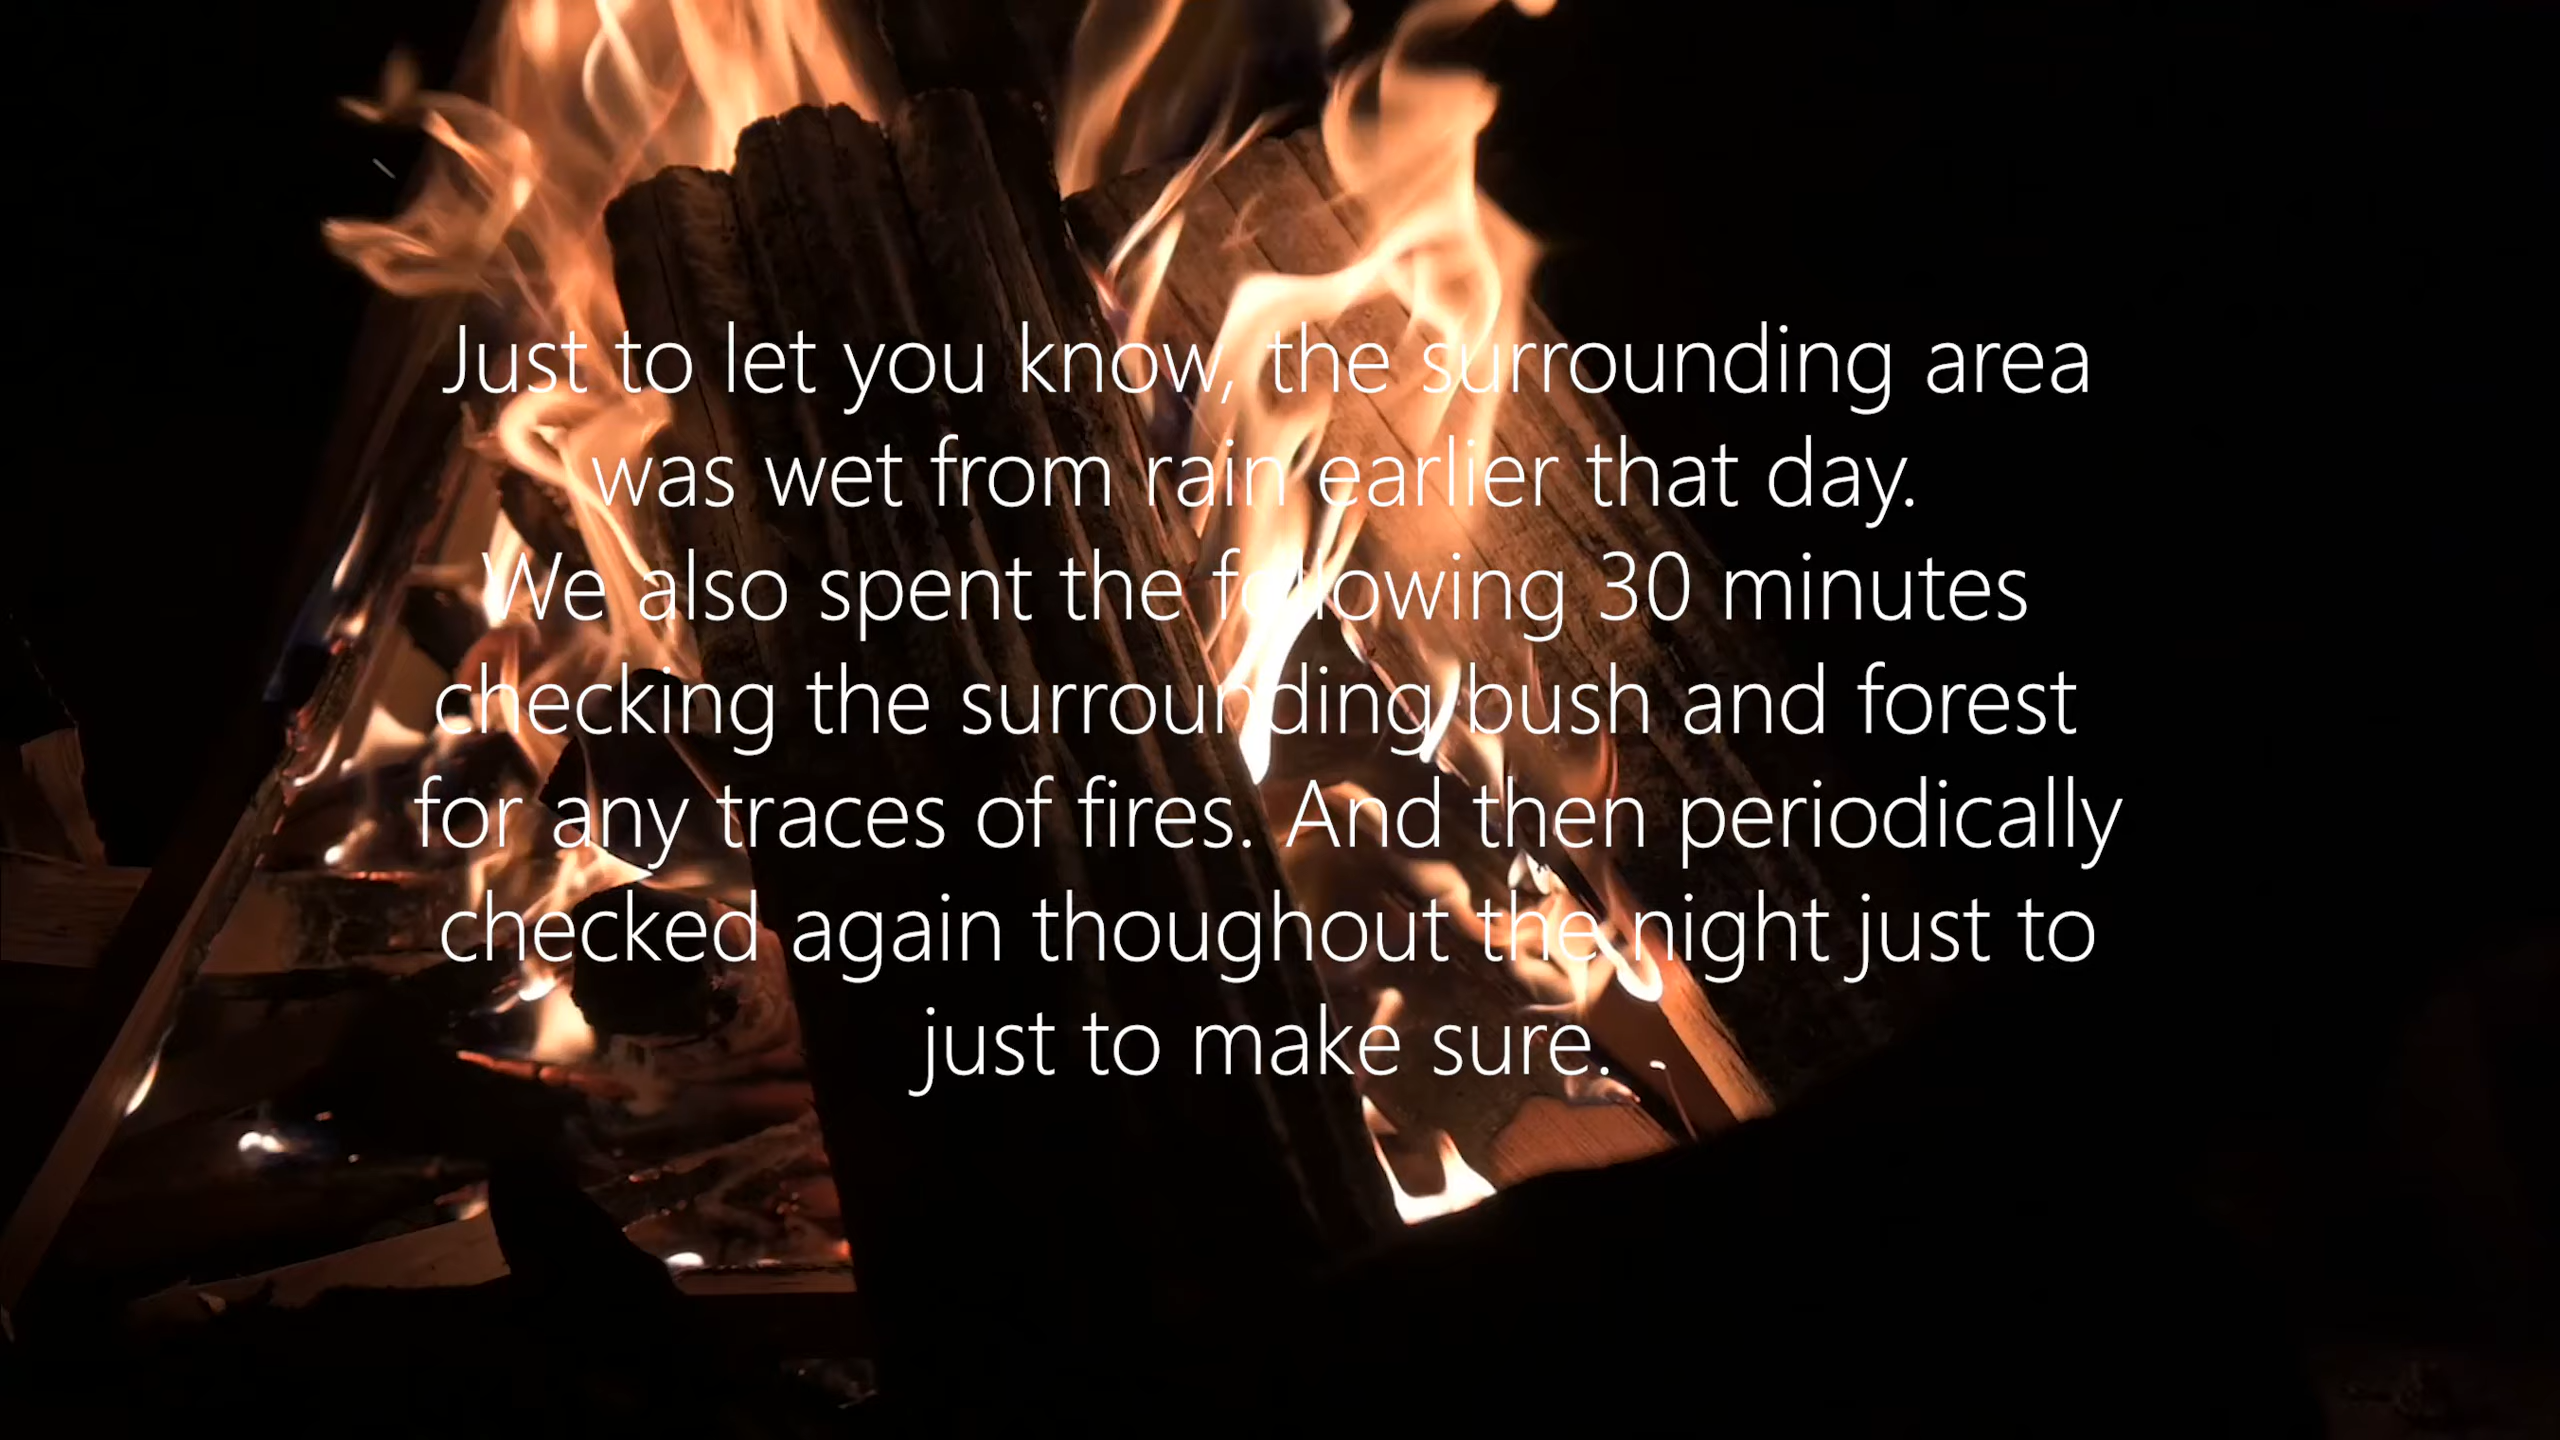 Just to let you know, the surrounding area
was wet from rain earlier that day.
We also spent the following 30 minutes
checking the surrounding bush and forest
for any traces of fires. And then periodically
checked again thoughout the night just to
just to make sure.